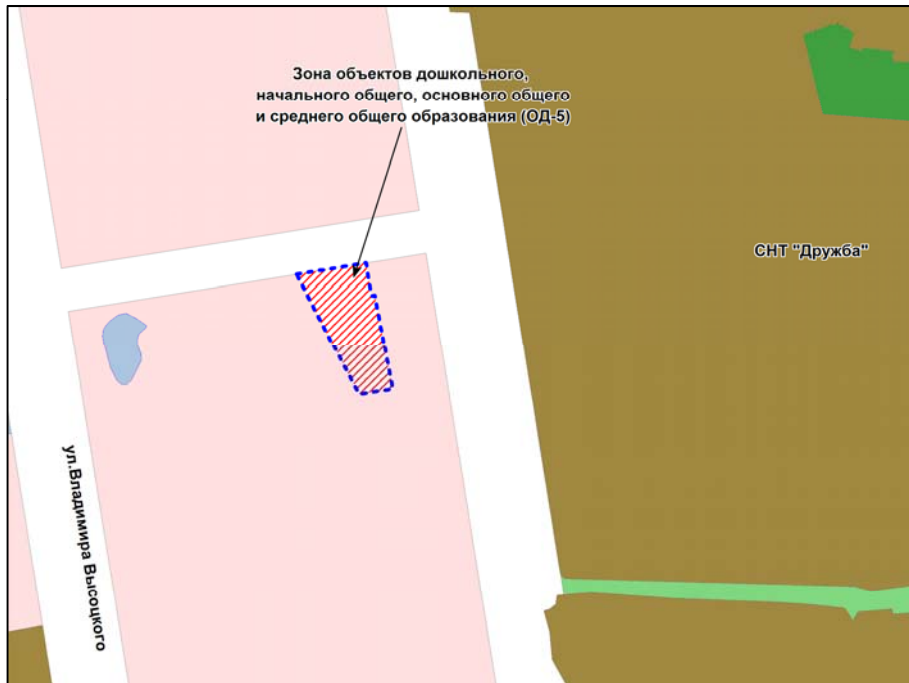 Зона объектов дошкольного,
начального общего, основного общего
и среднего общего образования (ОД-5)
СНТ "Дружба"
ул.Владимира Высоцкого